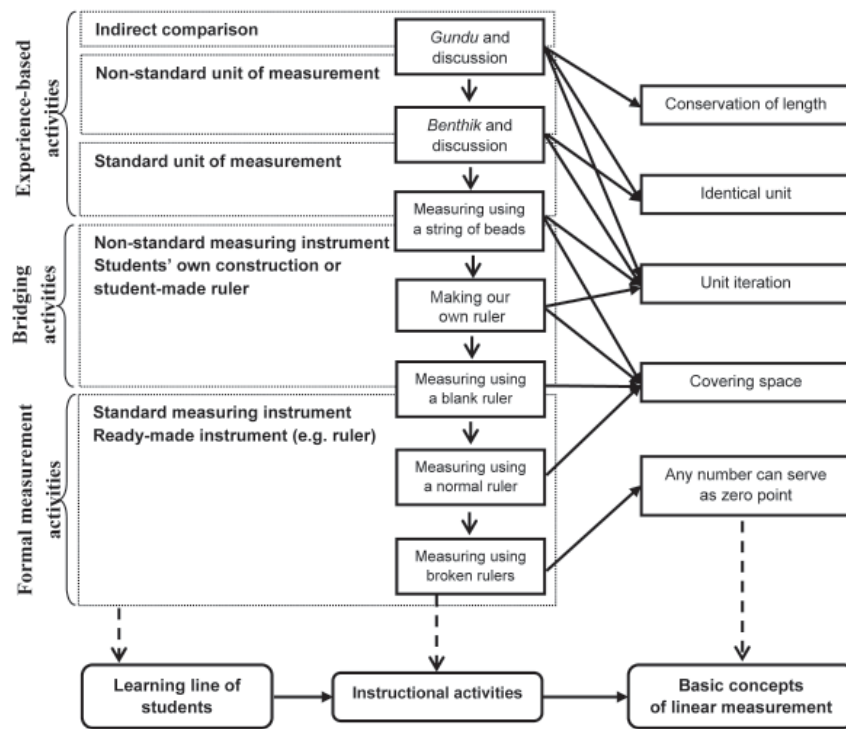 Experience-based
activities
Bridging
activities
Formal measurement
activities
Indirect comparison
Non-standard unit of measurement
Standard unit of measurement
Non-standard measuring instrument
Students' own construction or
student-made ruler
Standard measuring instrument
Ready-made instrument (e.g. ruler)
Gundu and
discussion
Benthik and
discussion
Measuring using
a string of beads
Making our
own ruler
Measuring using
a blank ruler
Measuring using
a normal ruler
Measuring using
broken rulers
Conservation of length
Identical unit
Unit iteration
Covering space
Any number can serve
as zero point
Learning line of
students
Instructional activities
Basic concepts
of linear measurement